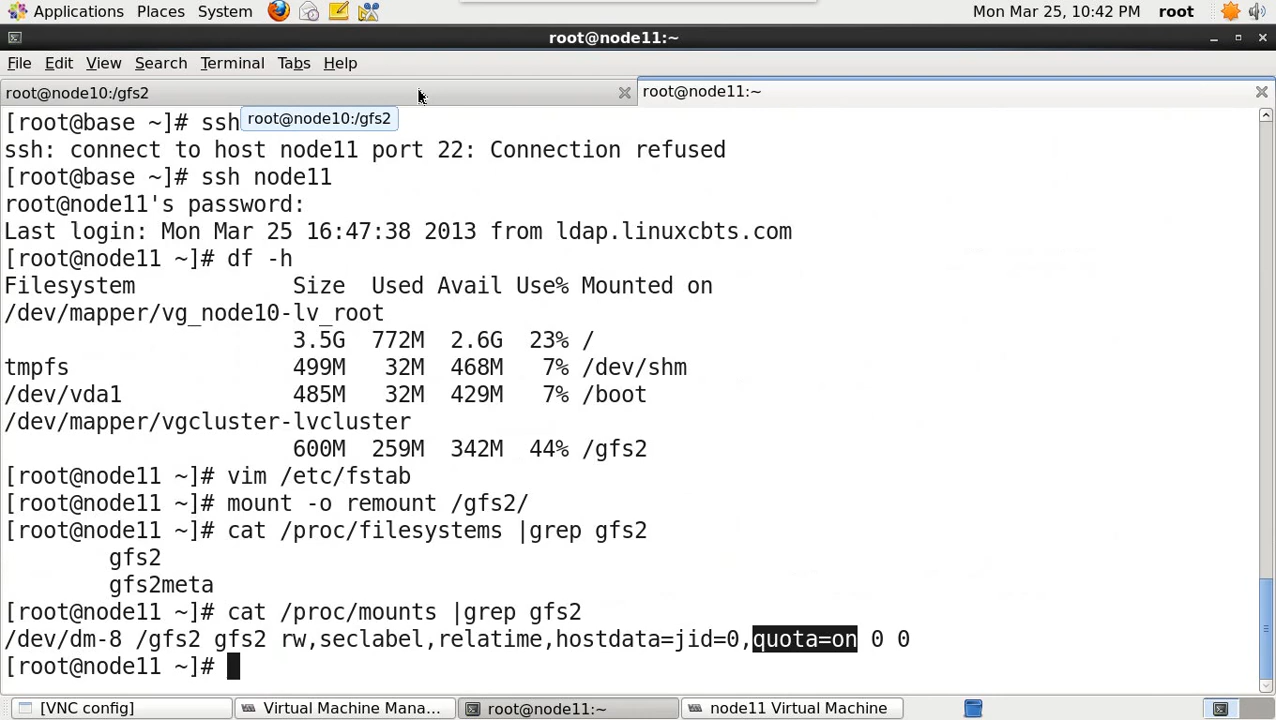 Applications Places System Mon Mar 25, 10:42 PM root
root@node11:~
File Edit View Search Terminal Tabs Help
root@node10:/gfs2 root@node11:~
[root@base ~]# ssh
root@node10:/gfs2
ssh: connect to host node11 port 22: Connection refused
[root@base ~]# ssh node11
root@node11's password:
Last login: Mon Mar 25 16:47:38 2013 from ldap.linuxcbts.com
[root@node11 ~]# df -h
Filesystem Size Used Avail Use% Mounted on
/dev/mapper/vg_node10-lv_root
3.5G 772M 2.6G 23% /
tmpfs 499M 32M 468M 7% /dev/shm
/dev/vda1 485M 32M 429M 7% /boot
/dev/mapper/vgcluster-lvcluster
600M 259M 342M 44% /gfs2
[root@node11 ~]# vim /etc/fstab
[root@node11 ~]# mount -o remount /gfs2/
[root@node11 ~]# cat /proc/filesystems |grep gfs2
gfs2
gfs2meta
[root@node11 ~]# cat /proc/mounts |grep gfs2
/dev/dm-8 /gfs2 gfs2 rw,seclabel,relatime,hostdata=jid=0,quota=on 0 0
[root@node11 ~]#
[VNC config] Virtual Machine Mana... root@node11:~ node11 Virtual Machine